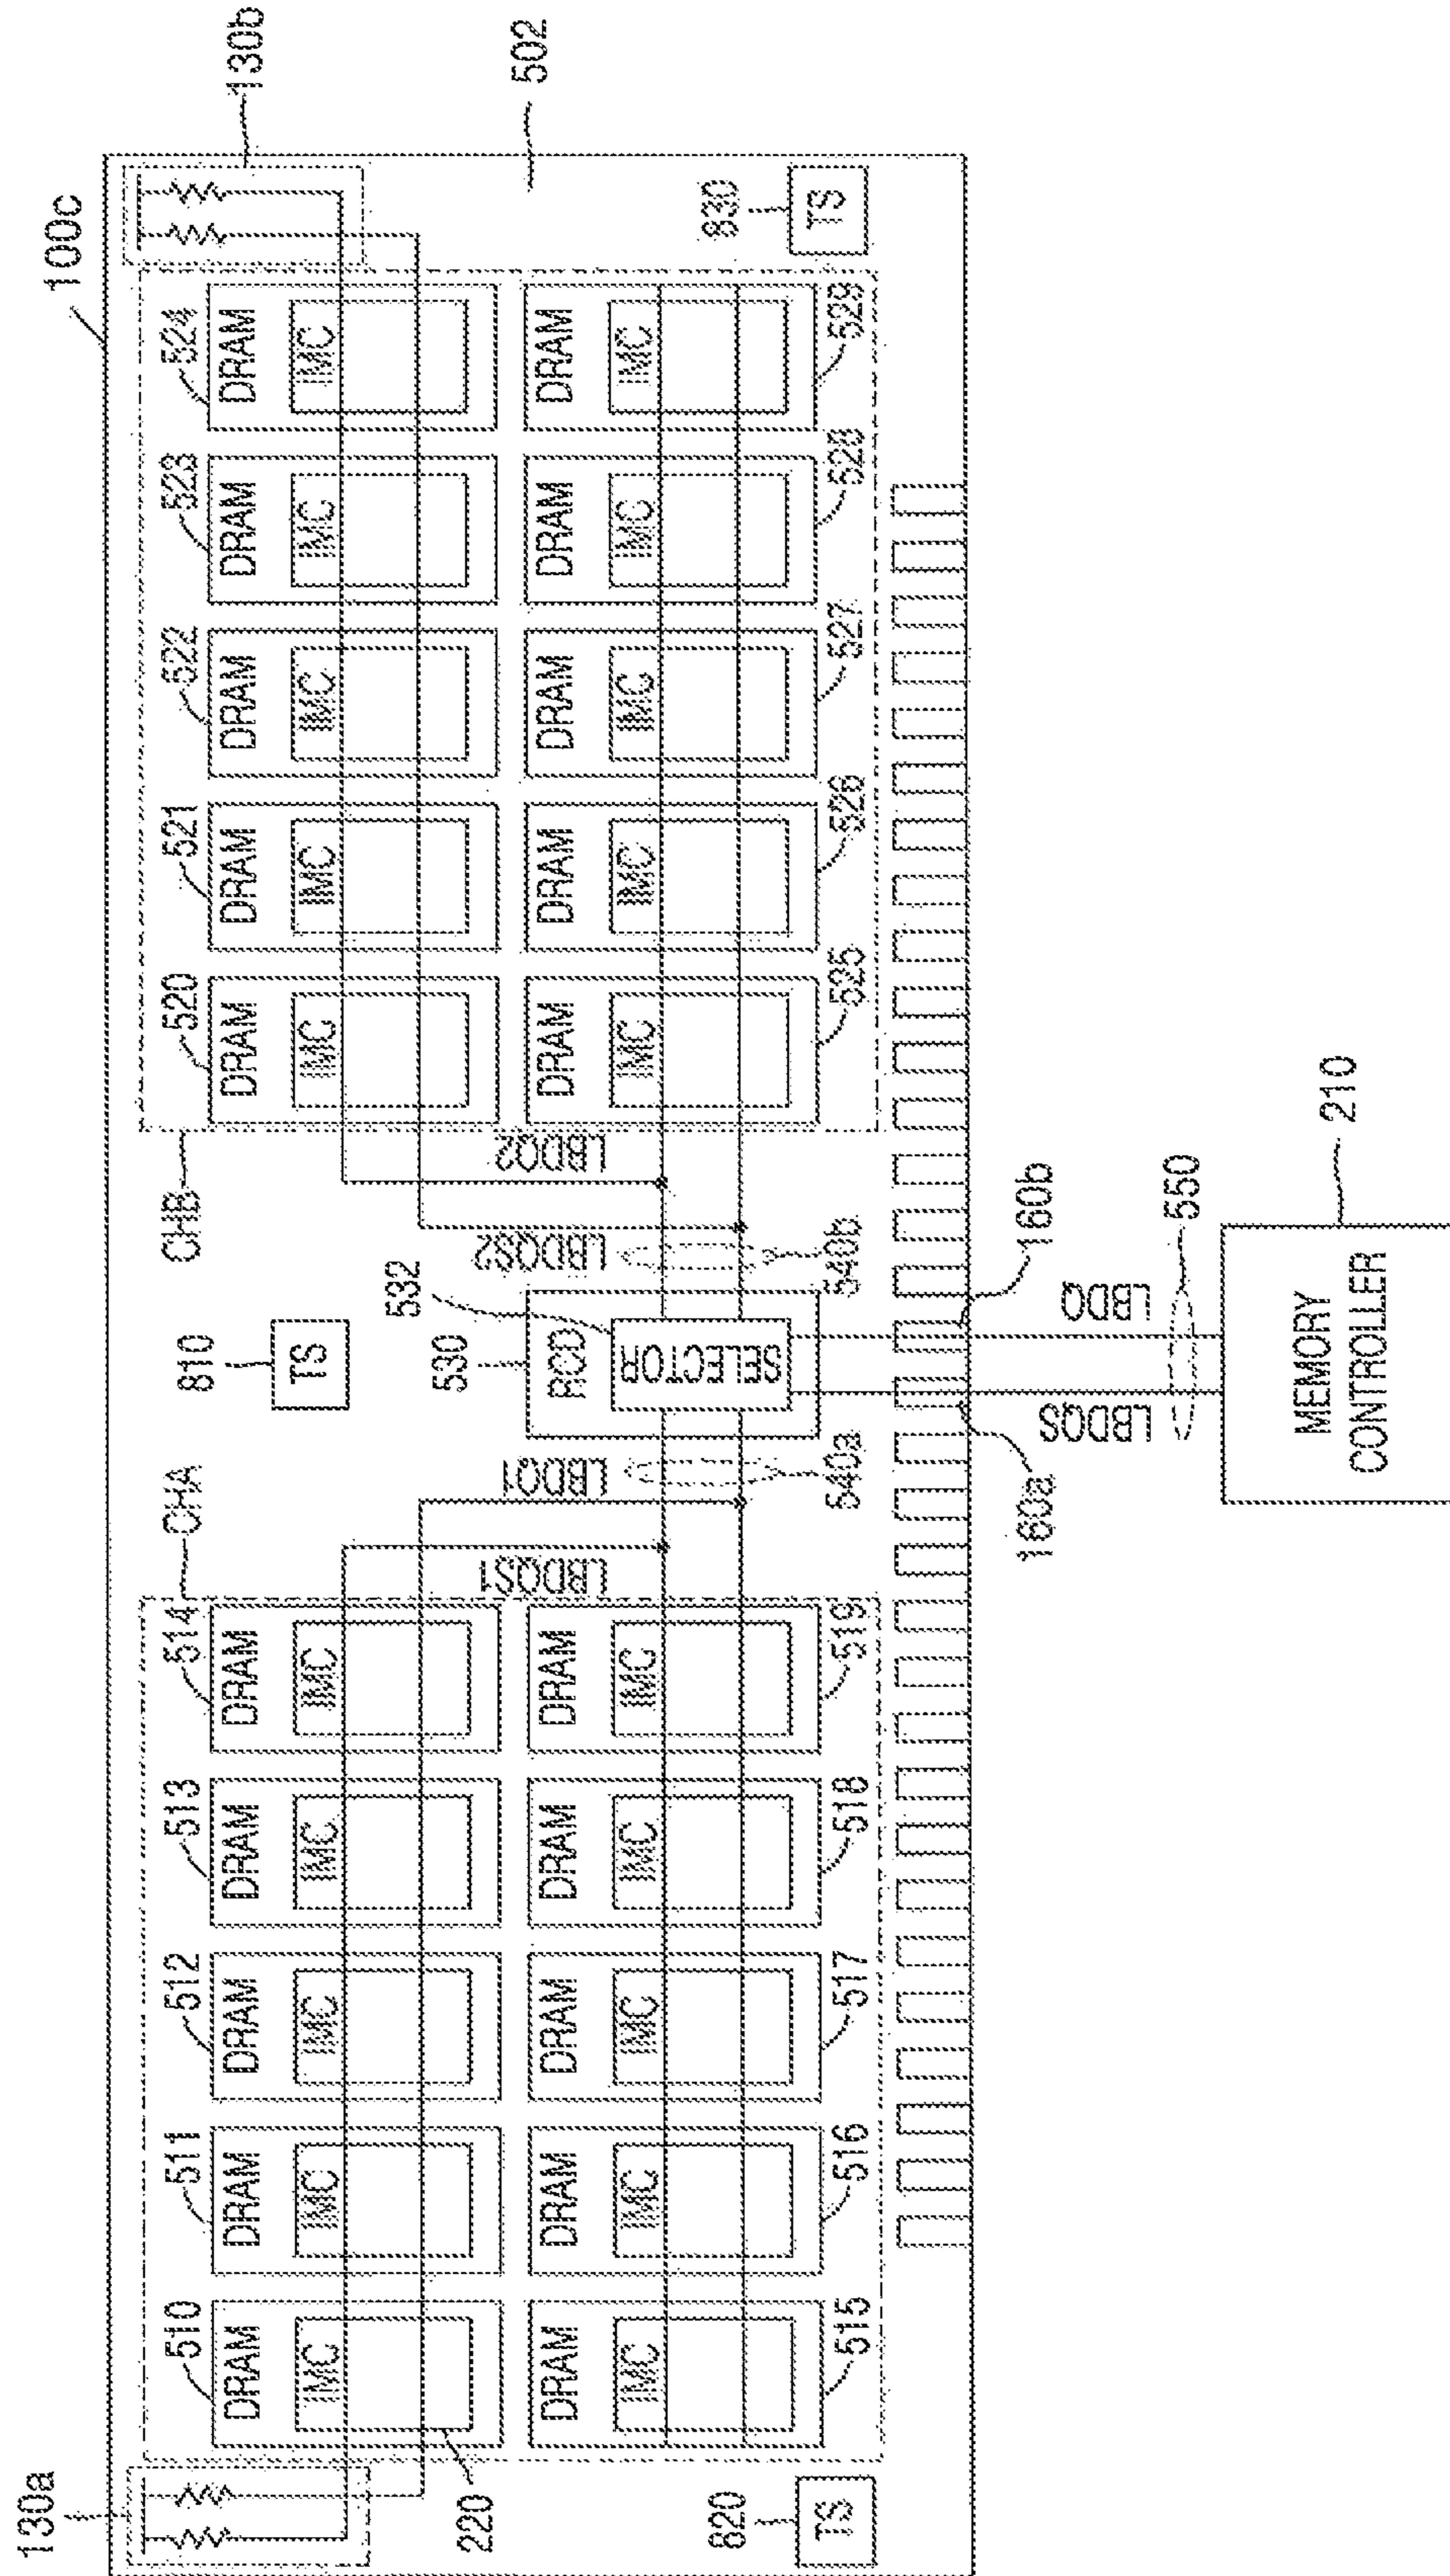 100c
130a
130b
502
CHA
CHB
510
511
512
513
514
520
521
522
523
524
DRAM
DRAM
DRAM
DRAM
DRAM
DRAM
DRAM
DRAM
DRAM
DRAM
IMC
IMC
IMC
IMC
IMC
IMC
IMC
IMC
IMC
IMC
220
810
TS
LBDQS1
LBDQ1
LBDQS2
LBDQ2
530
532
RCD
SELECTOR
DRAM
DRAM
DRAM
DRAM
DRAM
DRAM
DRAM
DRAM
DRAM
DRAM
IMC
IMC
IMC
IMC
IMC
IMC
IMC
IMC
IMC
IMC
515
516
517
518
519
540a
540b
525
526
527
528
529
820
TS
830
TS
160a
160b
LBDQS
LBDQ
550
MEMORY
CONTROLLER
210